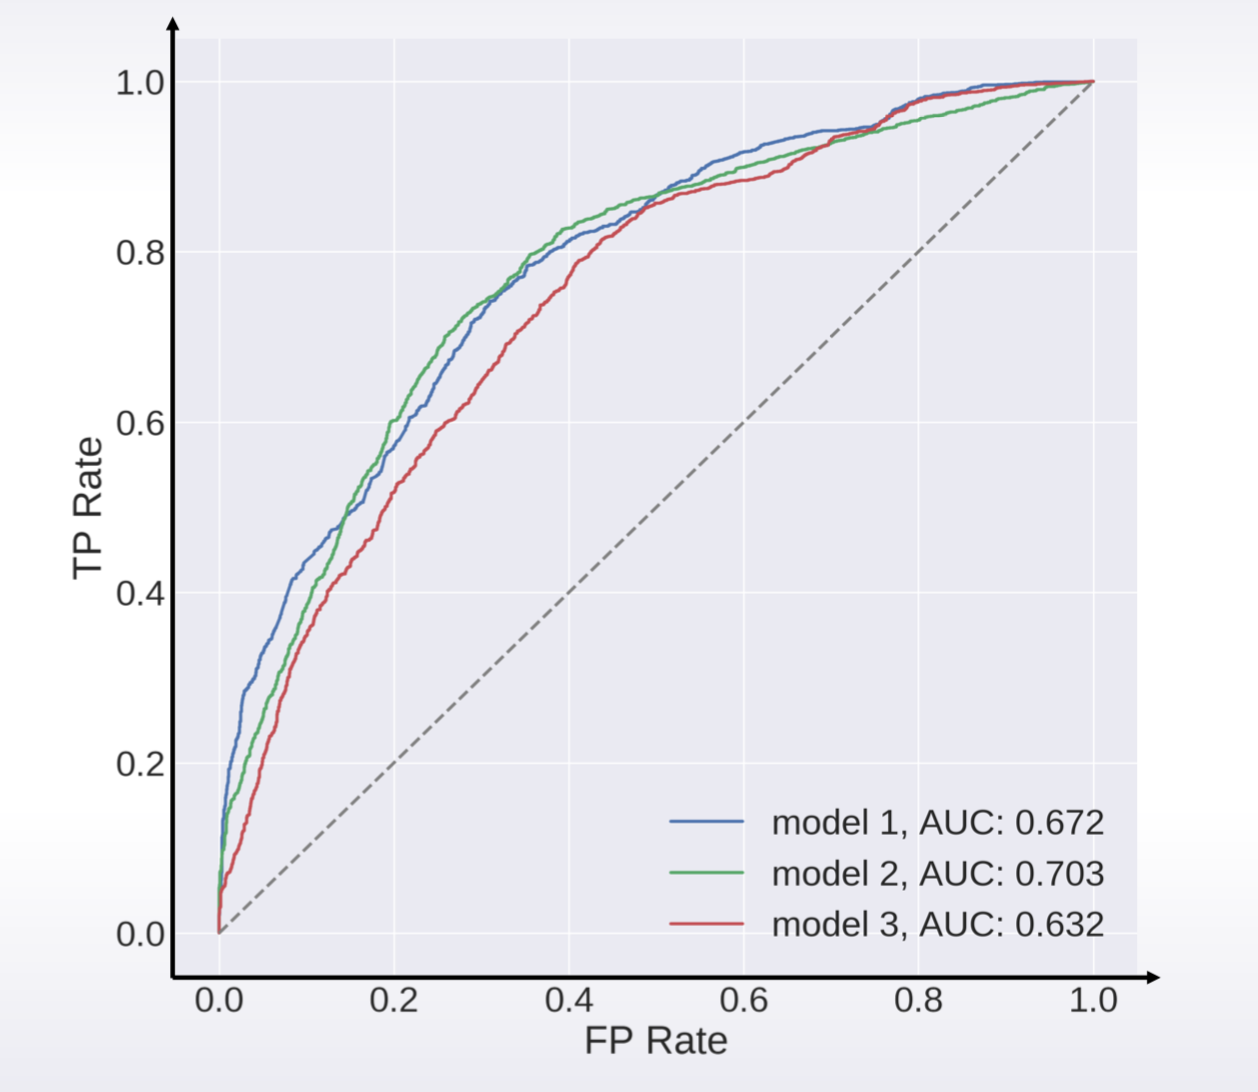 1.0
0.8
0.6
0.4
0.2
0.0
TP Rate
model 1, AUC: 0.672
model 2, AUC: 0.703
model 3, AUC: 0.632
0.0 0.2 0.4 0.6 0.8 1.0
FP Rate